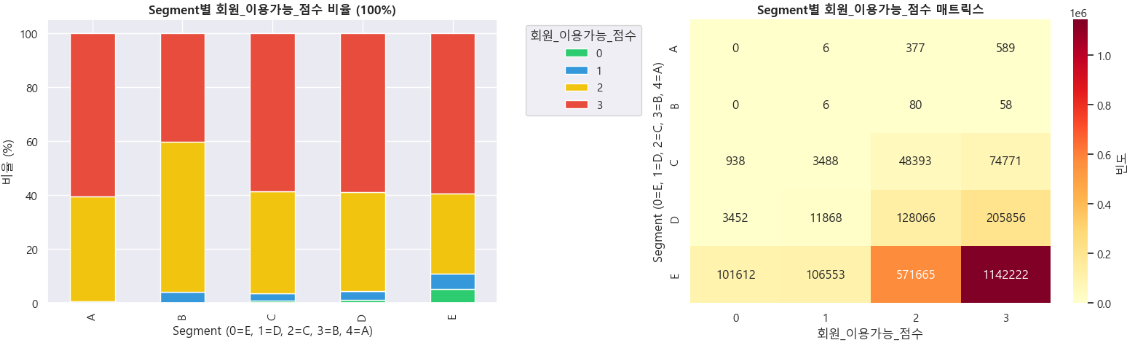 Segment별 회원_이용가능_점수 비율 (100%)
100
80
60
40
20
0
비율 (%)
A
B
C
D
E
Segment (0=E, 1=D, 2=C, 3=B, 4=A)
회원_이용가능_점수
0
1
2
3
Segment별 회원_이용가능_점수 매트릭스
Segment (0=E, 1=D, 2=C, 3=B, 4=A)
A 0 6 377 589
B 0 6 80 58
C 938 3488 48393 74771
D 3452 11868 128066 205856
E 101612 106553 571665 1142222
0 1 2 3
회원_이용가능_점수
1e6
1.0
0.8
0.6
0.4
0.2
0.0
빈도